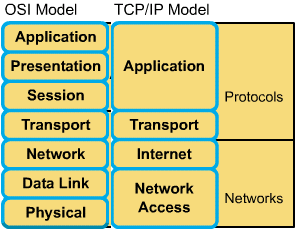 OSI Model TCP/IP Model
Application
Presentation
Session
Transport
Network
Data Link
Physical
Application
Transport
Internet
Network
Access
Protocols
Networks